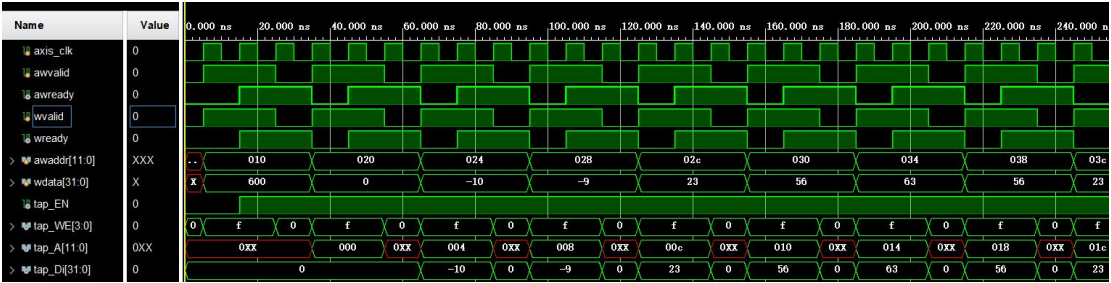 Name Value 0.000 ns 20.000 ns 40.000 ns 60.000 ns 80.000 ns 100.000 ns 120.000 ns 140.000 ns 160.000 ns 180.000 ns 200.000 ns 220.000 ns 240.000 n
axis_clk 0
awvalid 0
awready 0
wvalid 0
wready 0
awaddr[11:0] XXX .. 010 020 024 028 02c 030 034 038 03c
wdata[31:0] X X 600 0 -10 -9 23 56 63 56 23
tap_EN 0
tap_WE[3:0] 0 0 f 0 f 0 f 0 f 0 f 0 f 0 f 0 f 0 f
tap_A[11:0] 0XX 0XX 000 0XX 004 0XX 008 0XX 00c 0XX 010 0XX 014 0XX 018 0XX 01c
tap_Di[31:0] 0 0 -10 0 -9 0 23 0 56 0 63 0 56 0 23